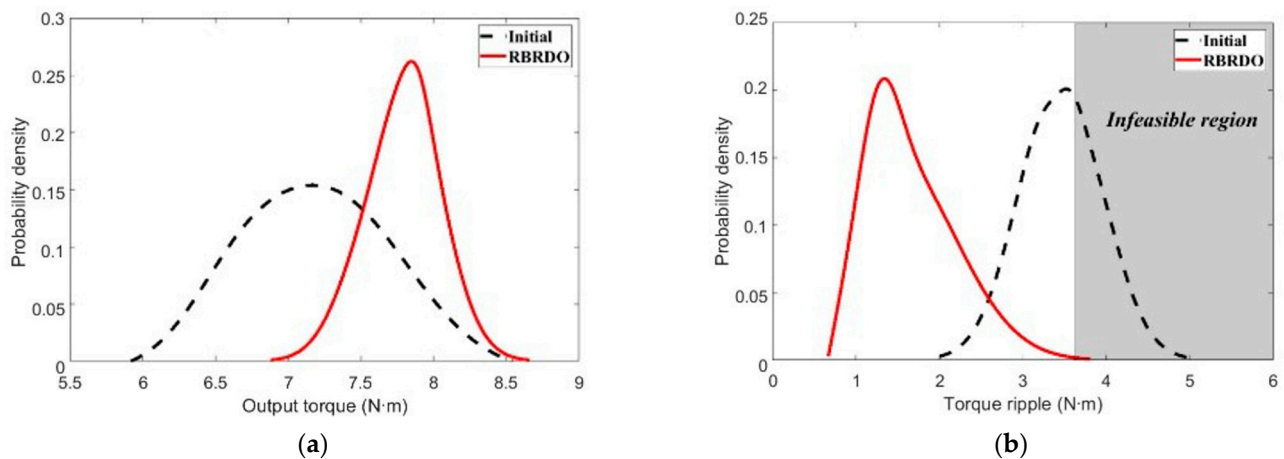 0.3
0.25
0.2
0.15
0.1
0.05
0
Probability density
5.5 6 6.5 7 7.5 8 8.5 9
Output torque (N·m)
Initial
RBRDO
(a)
0.25
0.20
0.15
0.10
0.05
0
Probability density
0 1 2 3 4 5 6
Torque ripple (N·m)
Initial
RBRDO
Infeasible region
(b)